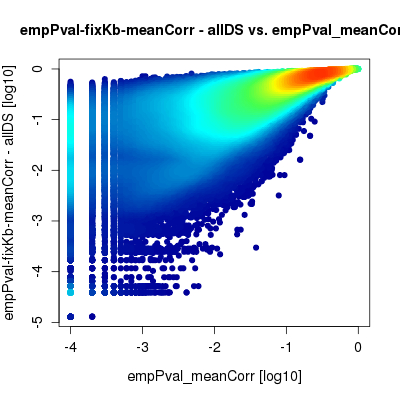 empPval-fixKb-meanCorr - allDS vs. empPval_meanCor
empPval-fixKb-meanCorr - allDS [log10]
0
-1
-2
-3
-4
-5
-4 -3 -2 -1 0
empPval_meanCorr [log10]